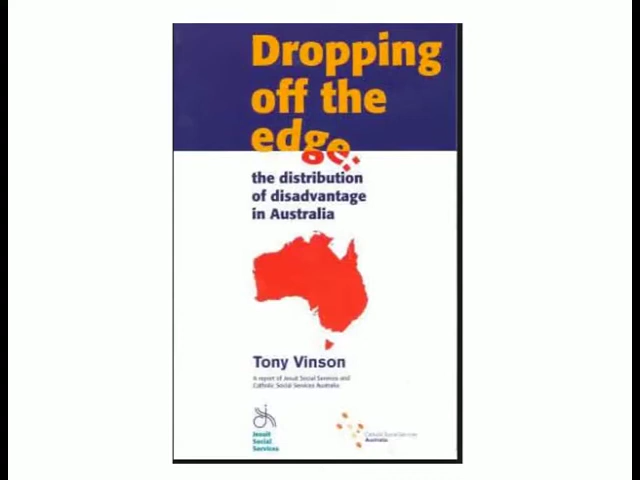 Dropping
off the
edge:
the distribution
of disadvantage
in Australia
Tony Vinson
A report of Jesuit Social Services and
Catholic Social Services Australia
Jesuit
Social
Services
Catholic Social Services
Australia